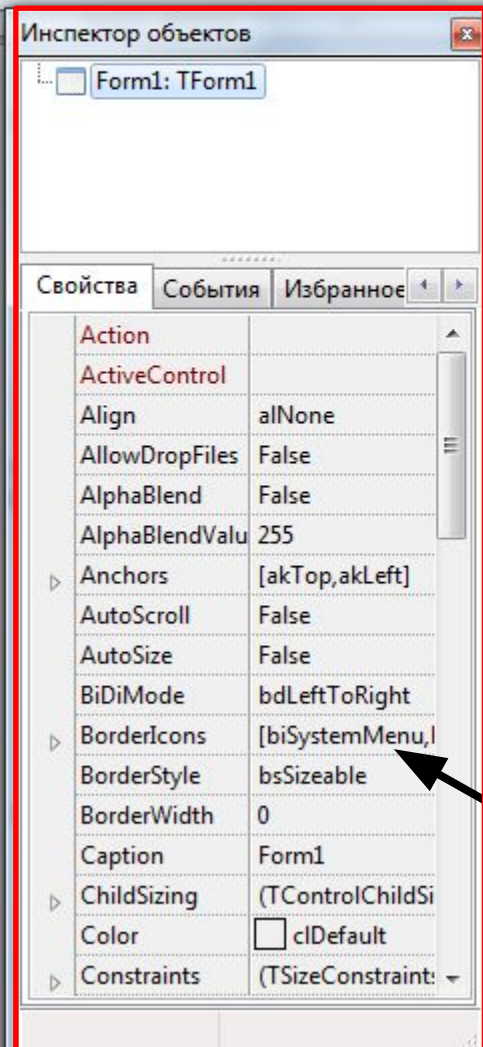 Инспектор объектов
Form1: TForm1
Свойства События Избранное
Action
ActiveControl
Align alNone
AllowDropFiles False
AlphaBlend False
AlphaBlendValu 255
Anchors [akTop,akLeft]
AutoScroll False
AutoSize False
BiDiMode bdLeftToRight
BorderIcons [biSystemMenu,
BorderStyle bsSizeable
BorderWidth 0
Caption Form1
ChildSizing (TControlChildSi
Color clDefault
Constraints (TSizeConstraint